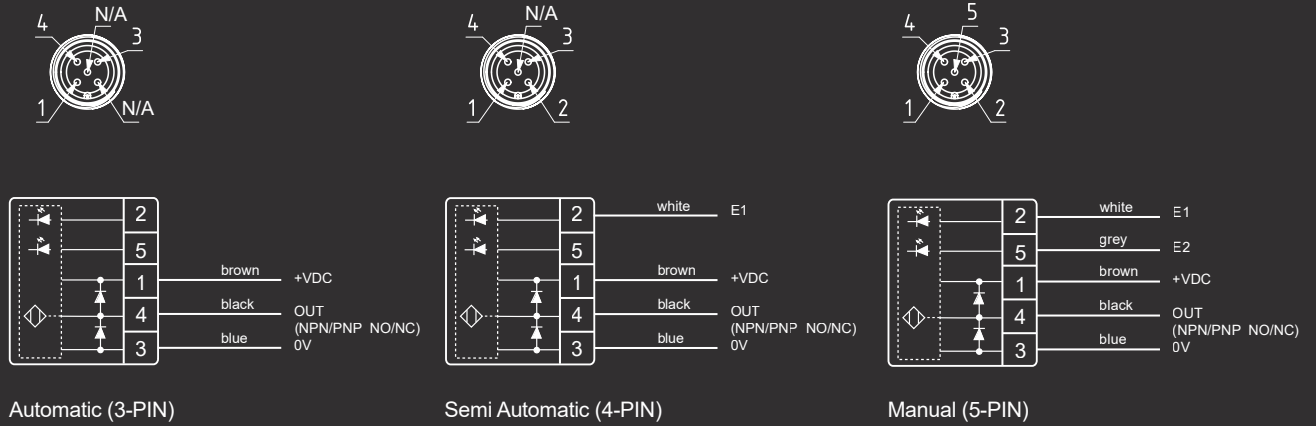 N/A
4
3
1
N/A
N/A
4
3
1
2
5
4
3
1
2
2
5
1 brown +VDC
4 black OUT
(NPN/PNP NO/NC)
3 blue 0V
2 white E1
5
1 brown +VDC
4 black OUT
(NPN/PNP NO/NC)
3 blue 0V
2 white E1
5 grey E2
1 brown +VDC
4 black OUT
(NPN/PNP NO/NC)
3 blue 0V
Automatic (3-PIN)
Semi Automatic (4-PIN)
Manual (5-PIN)